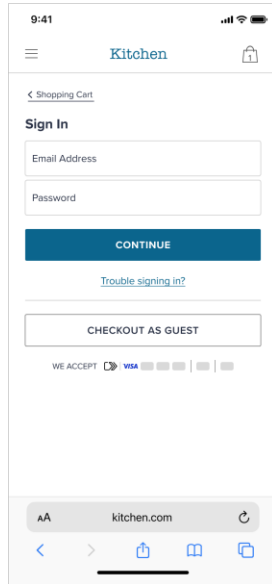 9:41
Kitchen
1
Shopping Cart
Sign In
Email Address
Password
CONTINUE
Trouble signing in?
CHECKOUT AS GUEST
WE ACCEPT VISA
AA kitchen.com